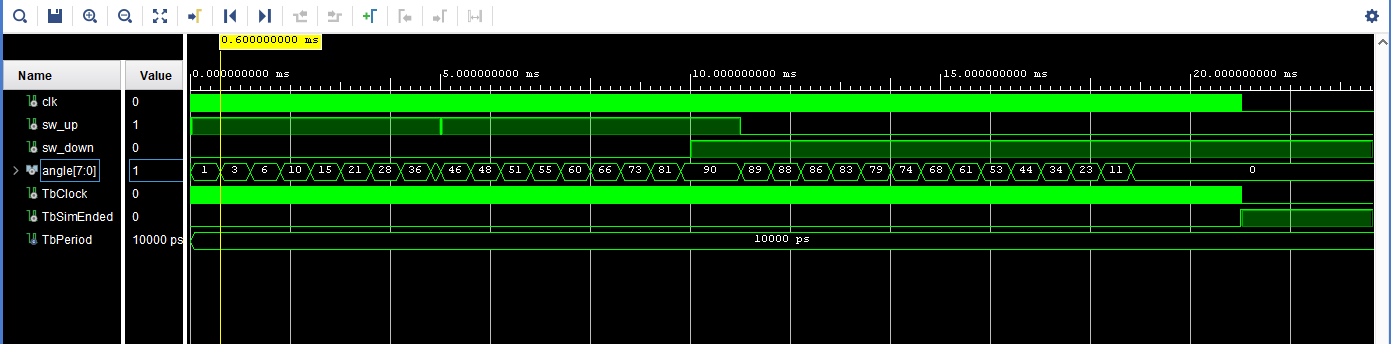 0.600000000 ms
Name Value 0.000000000 ms 5.000000000 ms 10.000000000 ms 15.000000000 ms 20.000000000 ms
clk 0
sw_up 1
sw_down 0
angle[7:0] 1 1 3 6 10 15 21 28 36 46 48 51 55 60 66 73 81 90 89 88 86 83 79 74 68 61 53 44 34 23 11 0
TbClock 0
TbSimEnded 0
TbPeriod 10000 ps 10000 ps